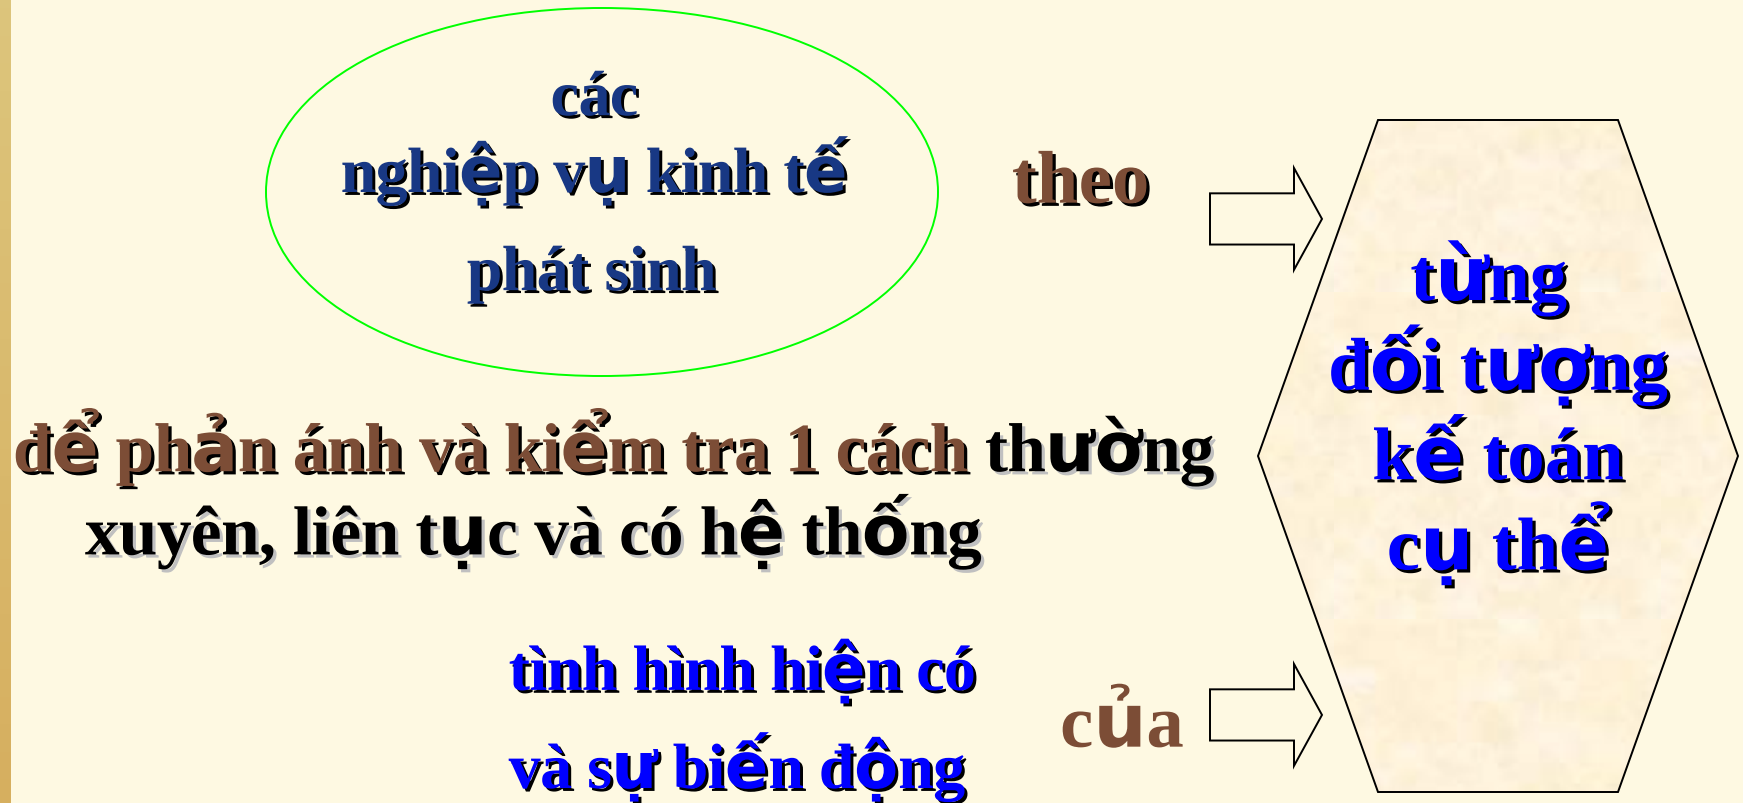 các
nghiệp vụ kinh tế
phát sinh
theo
từng
đối tượng
kế toán
cụ thể
để phản ánh và kiểm tra 1 cách thường
xuyên, liên tục và có hệ thống
tình hình hiện có
và sự biến động
của